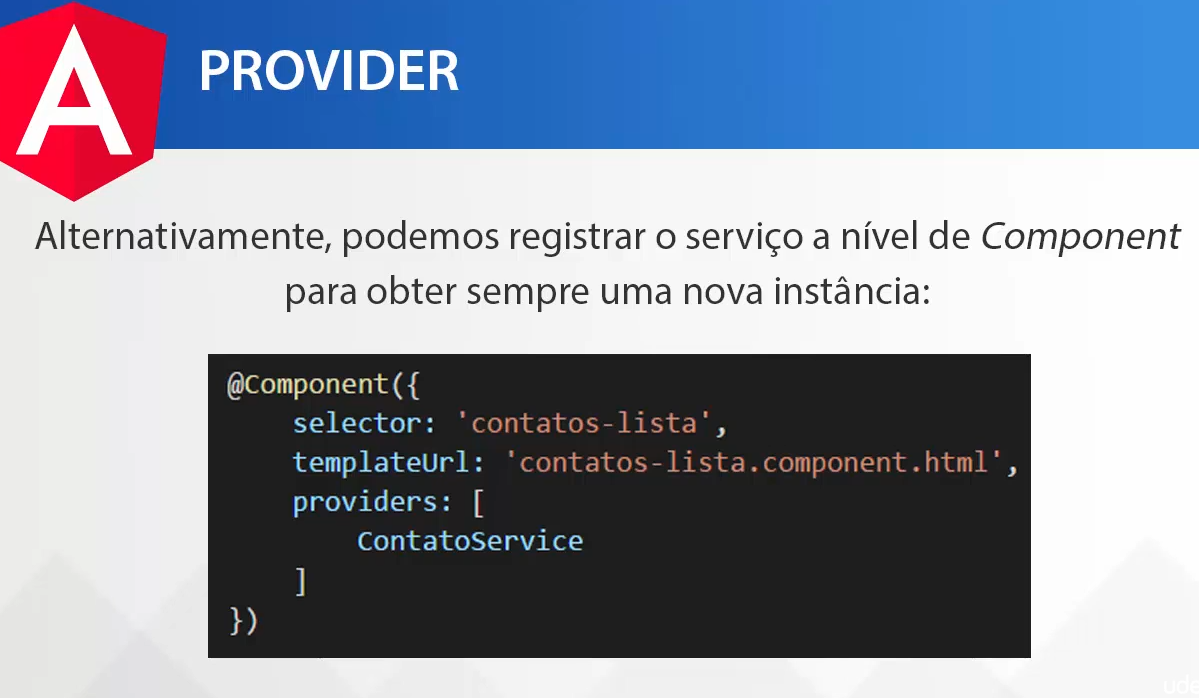 PROVIDER
Alternativamente, podemos registrar o serviço a nível de Component
para obter sempre uma nova instância:
@Component({
    selector: 'contatos-lista',
    templateUrl: 'contatos-lista.component.html',
    providers: [
        ContatoService
    ]
})